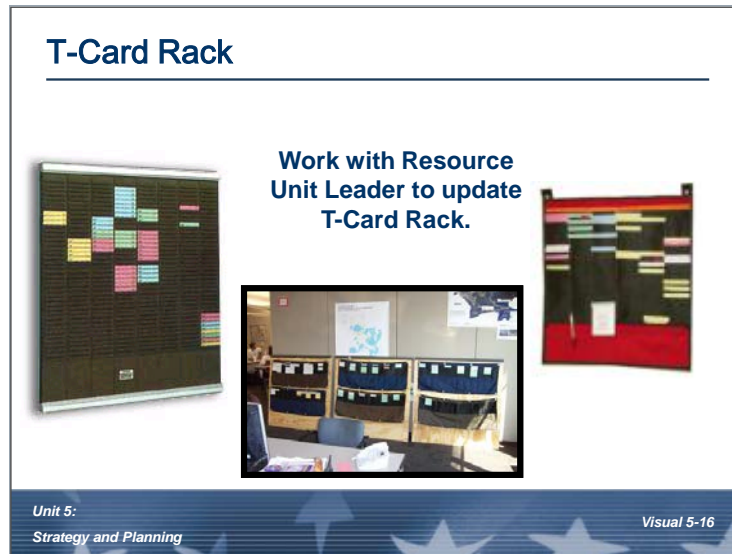 T-Card Rack
Work with Resource
Unit Leader to update
T-Card Rack.
Unit 5:
Strategy and Planning
Visual 5-16